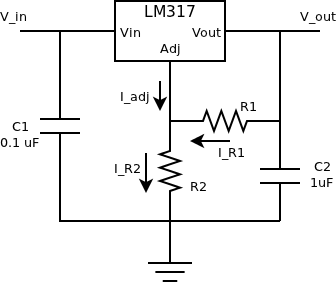 V_in
LM317
V_out
Vin
Vout
Adj
I_adj
R1
C1
0.1 uF
I_R1
I_R2
R2
C2
1uF